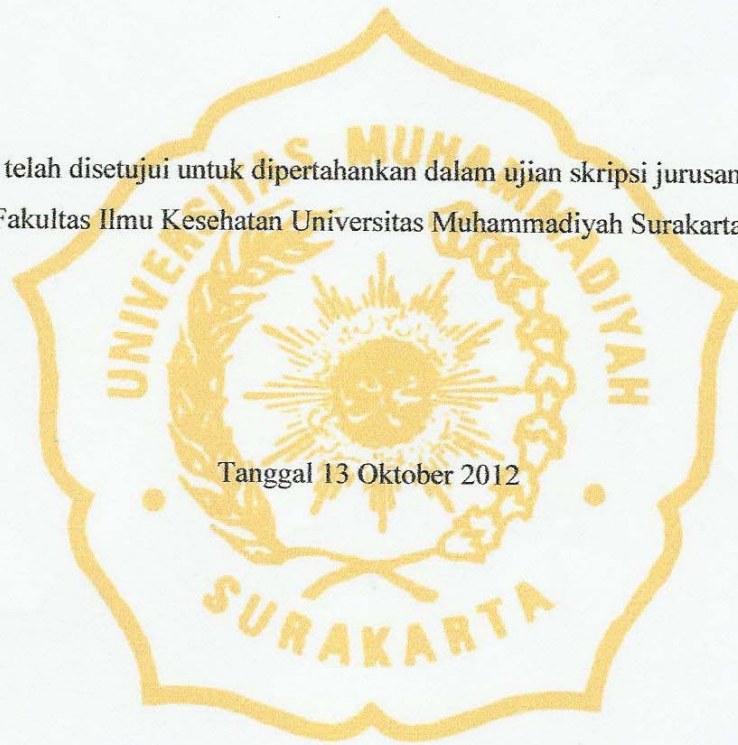 telah disetujui untuk dipertahankan dalam ujian skripsi jurusan
Fakultas Ilmu Kesehatan Universitas Muhammadiyah Surakarta
Tanggal 13 Oktober 2012
UNIVERSITAS MUHAMMADIYAH
SURAKARTA